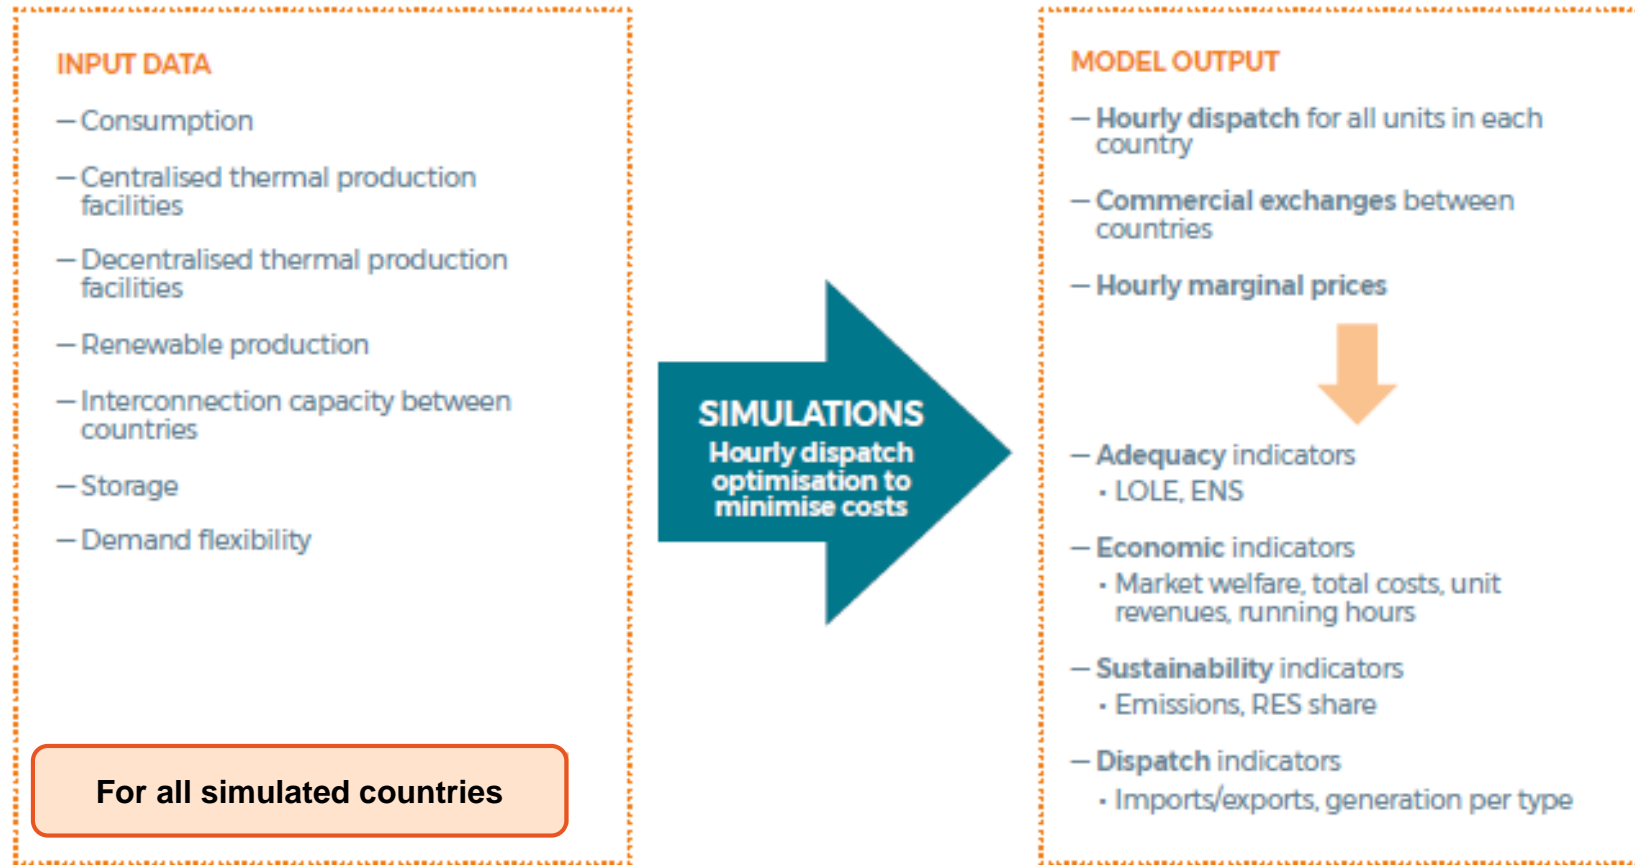 INPUT DATA
— Consumption
— Centralised thermal production
facilities
— Decentralised thermal production
facilities
— Renewable production
— Interconnection capacity between
countries
— Storage
— Demand flexibility
For all simulated countries
SIMULATIONS
Hourly dispatch
optimisation to
minimise costs
MODEL OUTPUT
— Hourly dispatch for all units in each
country
— Commercial exchanges between
countries
— Hourly marginal prices
— Adequacy indicators
• LOLE, ENS
— Economic indicators
• Market welfare, total costs, unit
revenues, running hours
— Sustainability indicators
• Emissions, RES share
— Dispatch indicators
• Imports/exports, generation per type